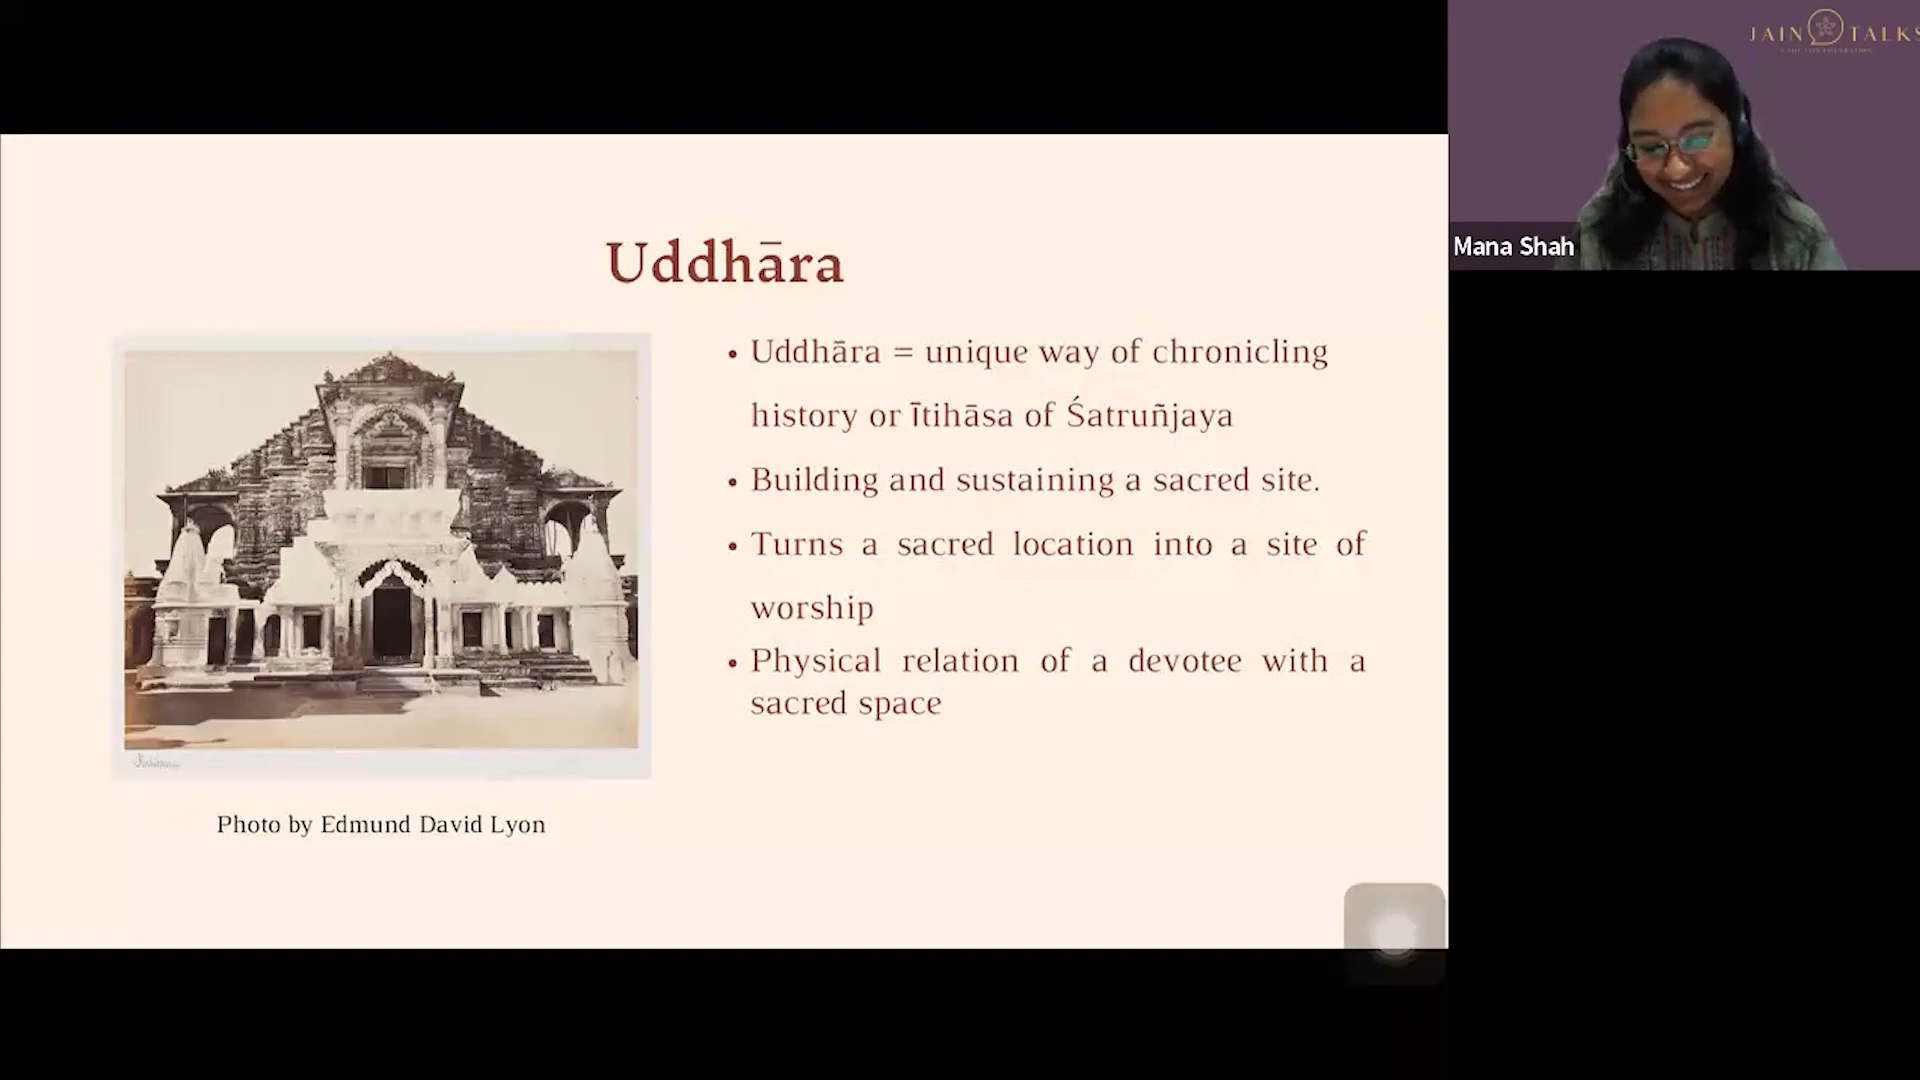 JAIN TALKS
Mana Shah
Uddhāra
• Uddhāra = unique way of chronicling
history or ītihāsa of Śatruñjaya
• Building and sustaining a sacred site.
• Turns a sacred location into a site of
worship
• Physical relation of a devotee with a
sacred space
Photo by Edmund David Lyon